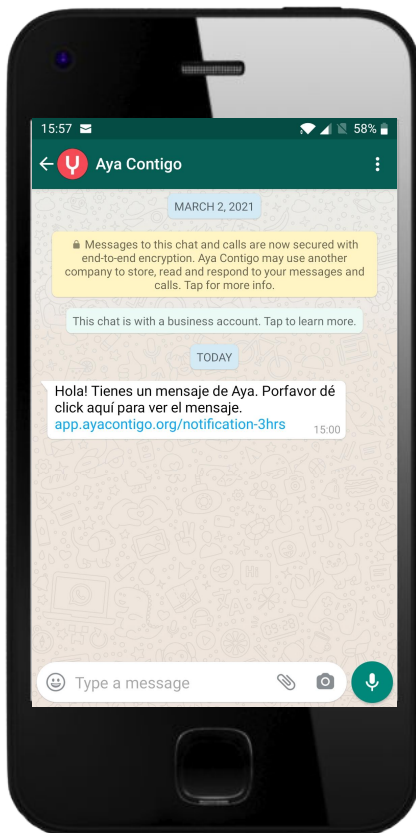 15:57 58%
Aya Contigo
MARCH 2, 2021
Messages to this chat and calls are now secured with
end-to-end encryption. Aya Contigo may use another
company to store, read and respond to your messages and
calls. Tap for more info.
This chat is with a business account. Tap to learn more.
TODAY
Hola! Tienes un mensaje de Aya. Porfavor dé
click aquí para ver el mensaje.
app.ayacontigo.org/notification-3hrs 15:00
Type a message